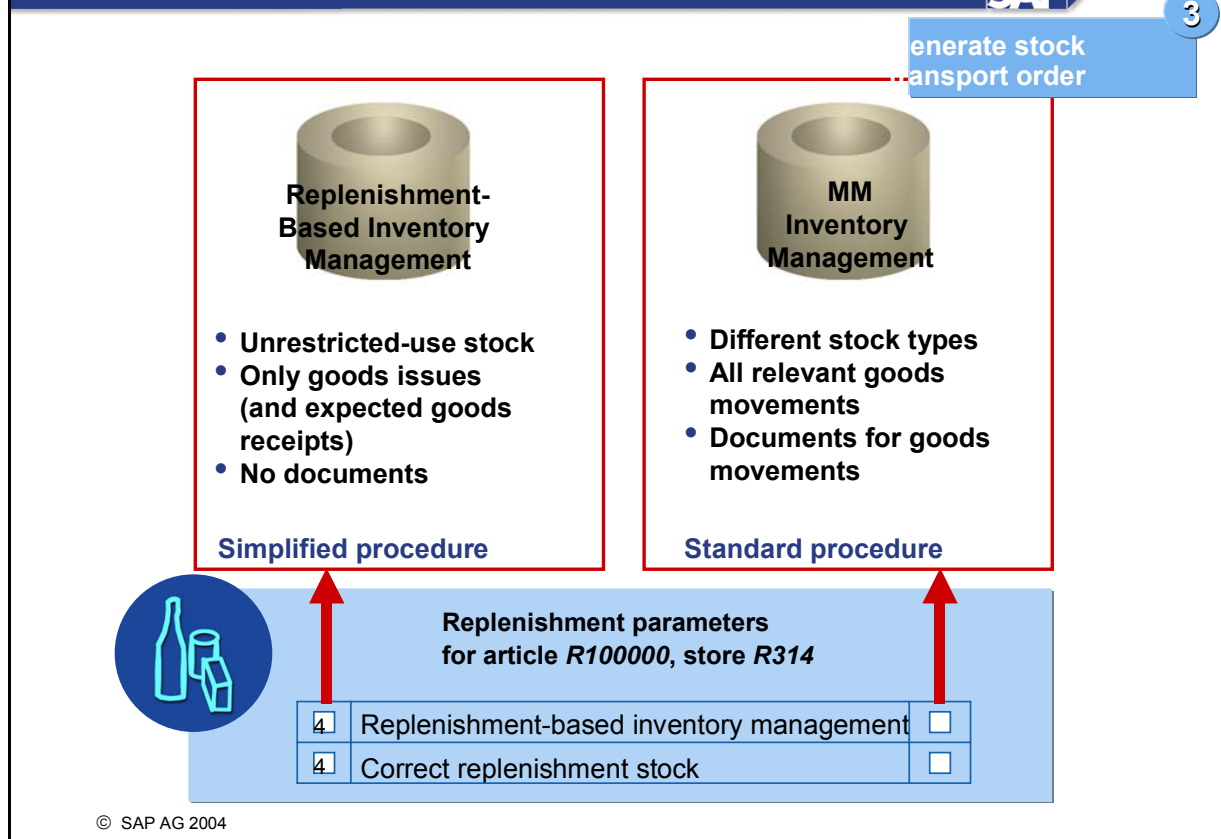 SAP
3
enerate stock
ansport order
Replenishment-
Based Inventory
Management
• Unrestricted-use stock
• Only goods issues
(and expected goods
receipts)
• No documents
Simplified procedure
MM
Inventory
Management
• Different stock types
• All relevant goods
movements
• Documents for goods
movements
Standard procedure
Replenishment parameters
for article R100000, store R314
4 Replenishment-based inventory management
4 Correct replenishment stock
© SAP AG 2004